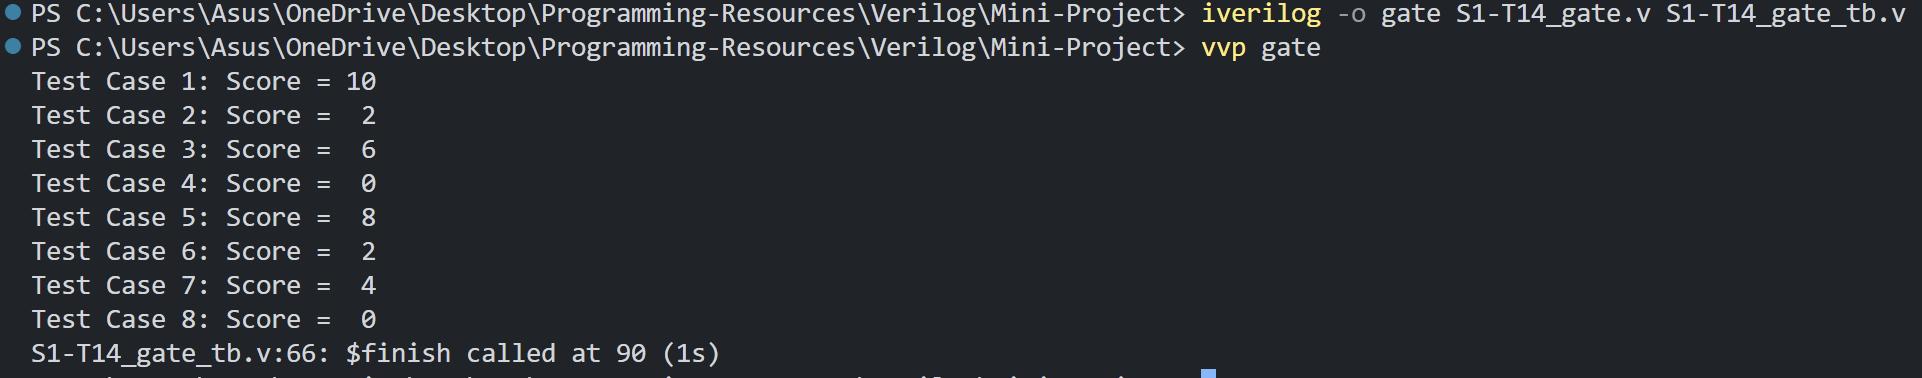 PS C:\Users\Asus\OneDrive\Desktop\Programming-Resources\Verilog\Mini-Project> iverilog -o gate S1-T14_gate.v S1-T14_gate_tb.v
PS C:\Users\Asus\OneDrive\Desktop\Programming-Resources\Verilog\Mini-Project> vvp gate
Test Case 1: Score = 10
Test Case 2: Score =  2
Test Case 3: Score =  6
Test Case 4: Score =  0
Test Case 5: Score =  8
Test Case 6: Score =  2
Test Case 7: Score =  4
Test Case 8: Score =  0
S1-T14_gate_tb.v:66: $finish called at 90 (1s)